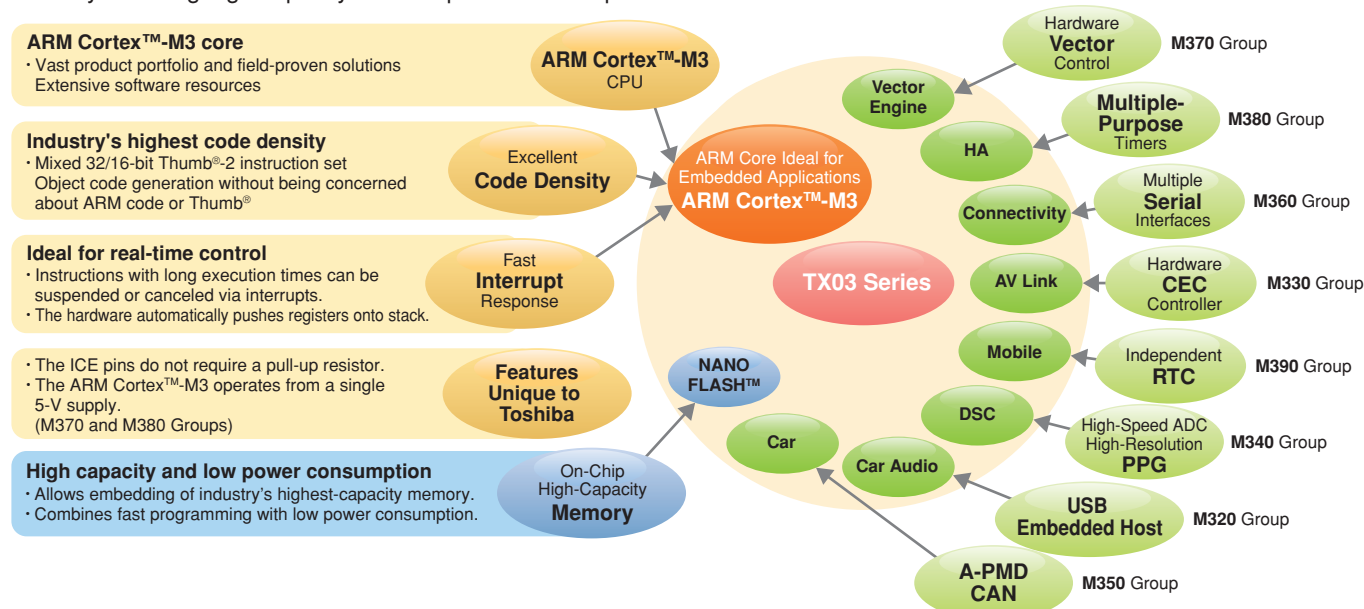 ARM Cortex™-M3 core
· Vast product portfolio and field-proven solutions
Extensive software resources
Industry's highest code density
· Mixed 32/16-bit Thumb®-2 instruction set
Object code generation without being concerned
about ARM code or Thumb®
Ideal for real-time control
· Instructions with long execution times can be
suspended or canceled via interrupts.
· The hardware automatically pushes registers onto stack.
· The ICE pins do not require a pull-up resistor.
· The ARM Cortex™-M3 operates from a single
5-V supply.
(M370 and M380 Groups)
High capacity and low power consumption
· Allows embedding of industry's highest-capacity memory.
· Combines fast programming with low power consumption.
ARM Cortex™-M3
CPU
Excellent
Code Density
Fast
Interrupt
Response
Features
Unique to
Toshiba
On-Chip
High-Capacity
Memory
ARM Core Ideal for
Embedded Applications
ARM Cortex™-M3
TX03 Series
NANO
FLASH™
Vector
Engine
HA
Connectivity
AV Link
Mobile
DSC
Car Audio
Car
Hardware
Vector
Control
M370 Group
Multiple-
Purpose
Timers
M380 Group
Multiple
Serial
Interfaces
M360 Group
Hardware
CEC
Controller
M330 Group
Independent
RTC
M390 Group
High-Speed ADC
High-Resolution
PPG
M340 Group
USB
Embedded Host
M320 Group
A-PMD
CAN
M350 Group